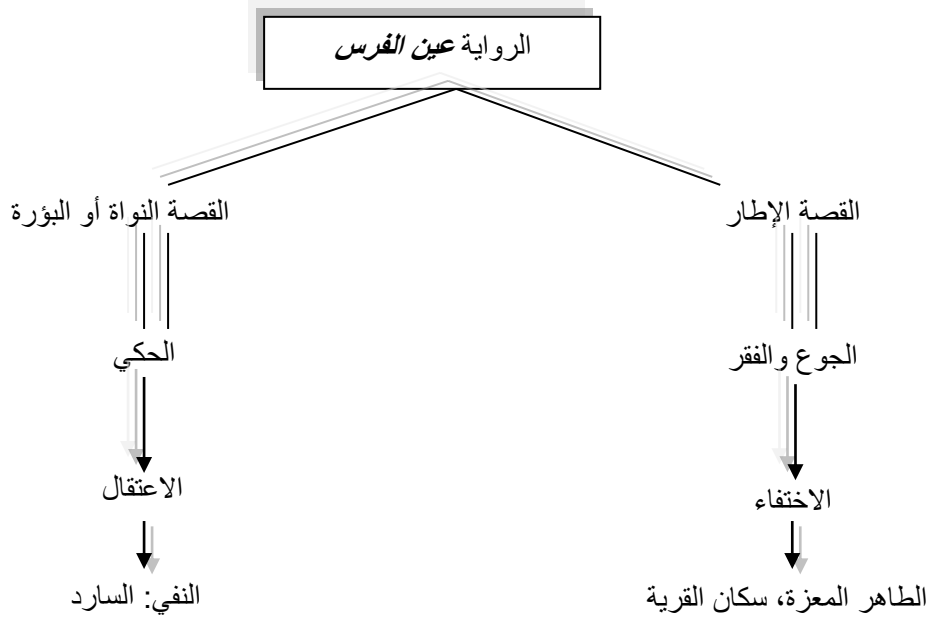 الرواية عين الفرس
القصة الإطار
القصة النواة أو البؤرة
الجوع والفقر
الحكي
الاختفاء
الاعتقال
الطاهر المعزة، سكان القرية
النفي: السارد